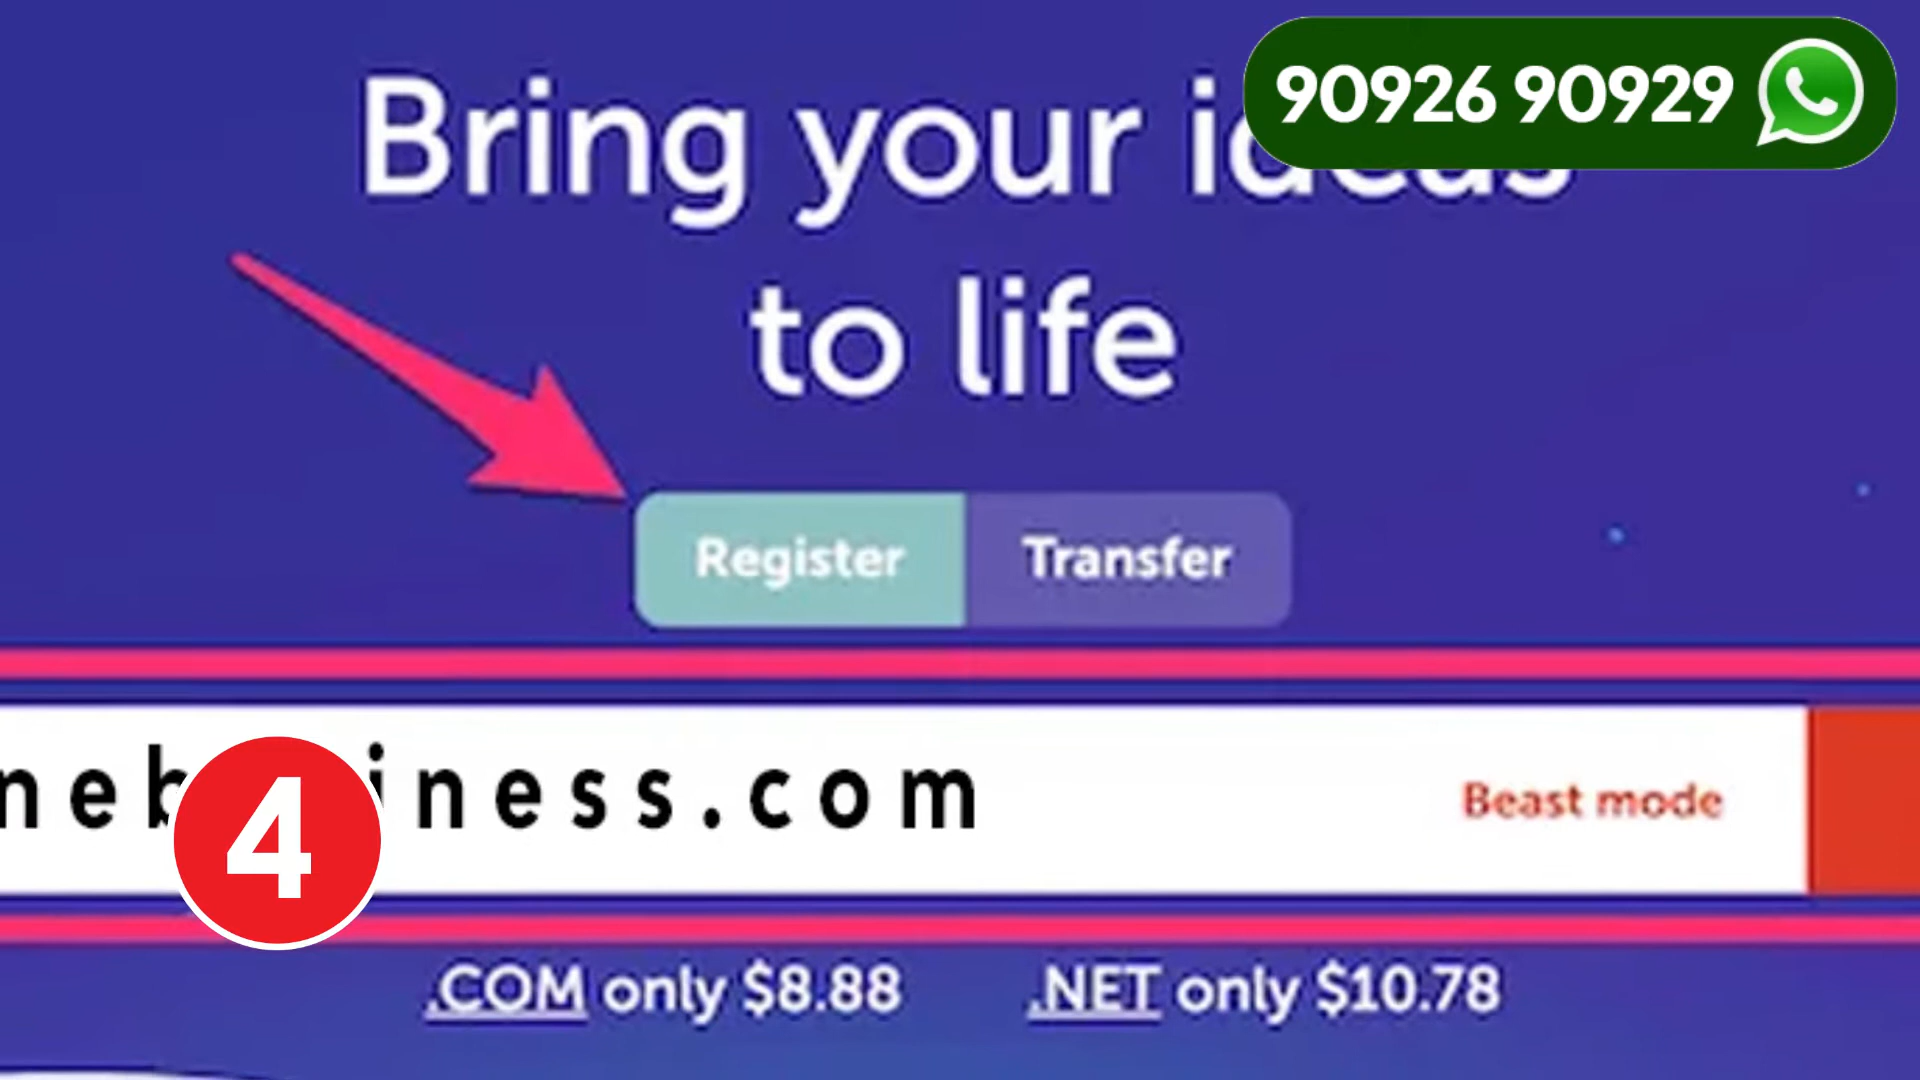 90926 90929
Bring your ideas
to life
Register
Transfer
iness.com
Beast mode
4
.COM only $8.88
.NET only $10.78